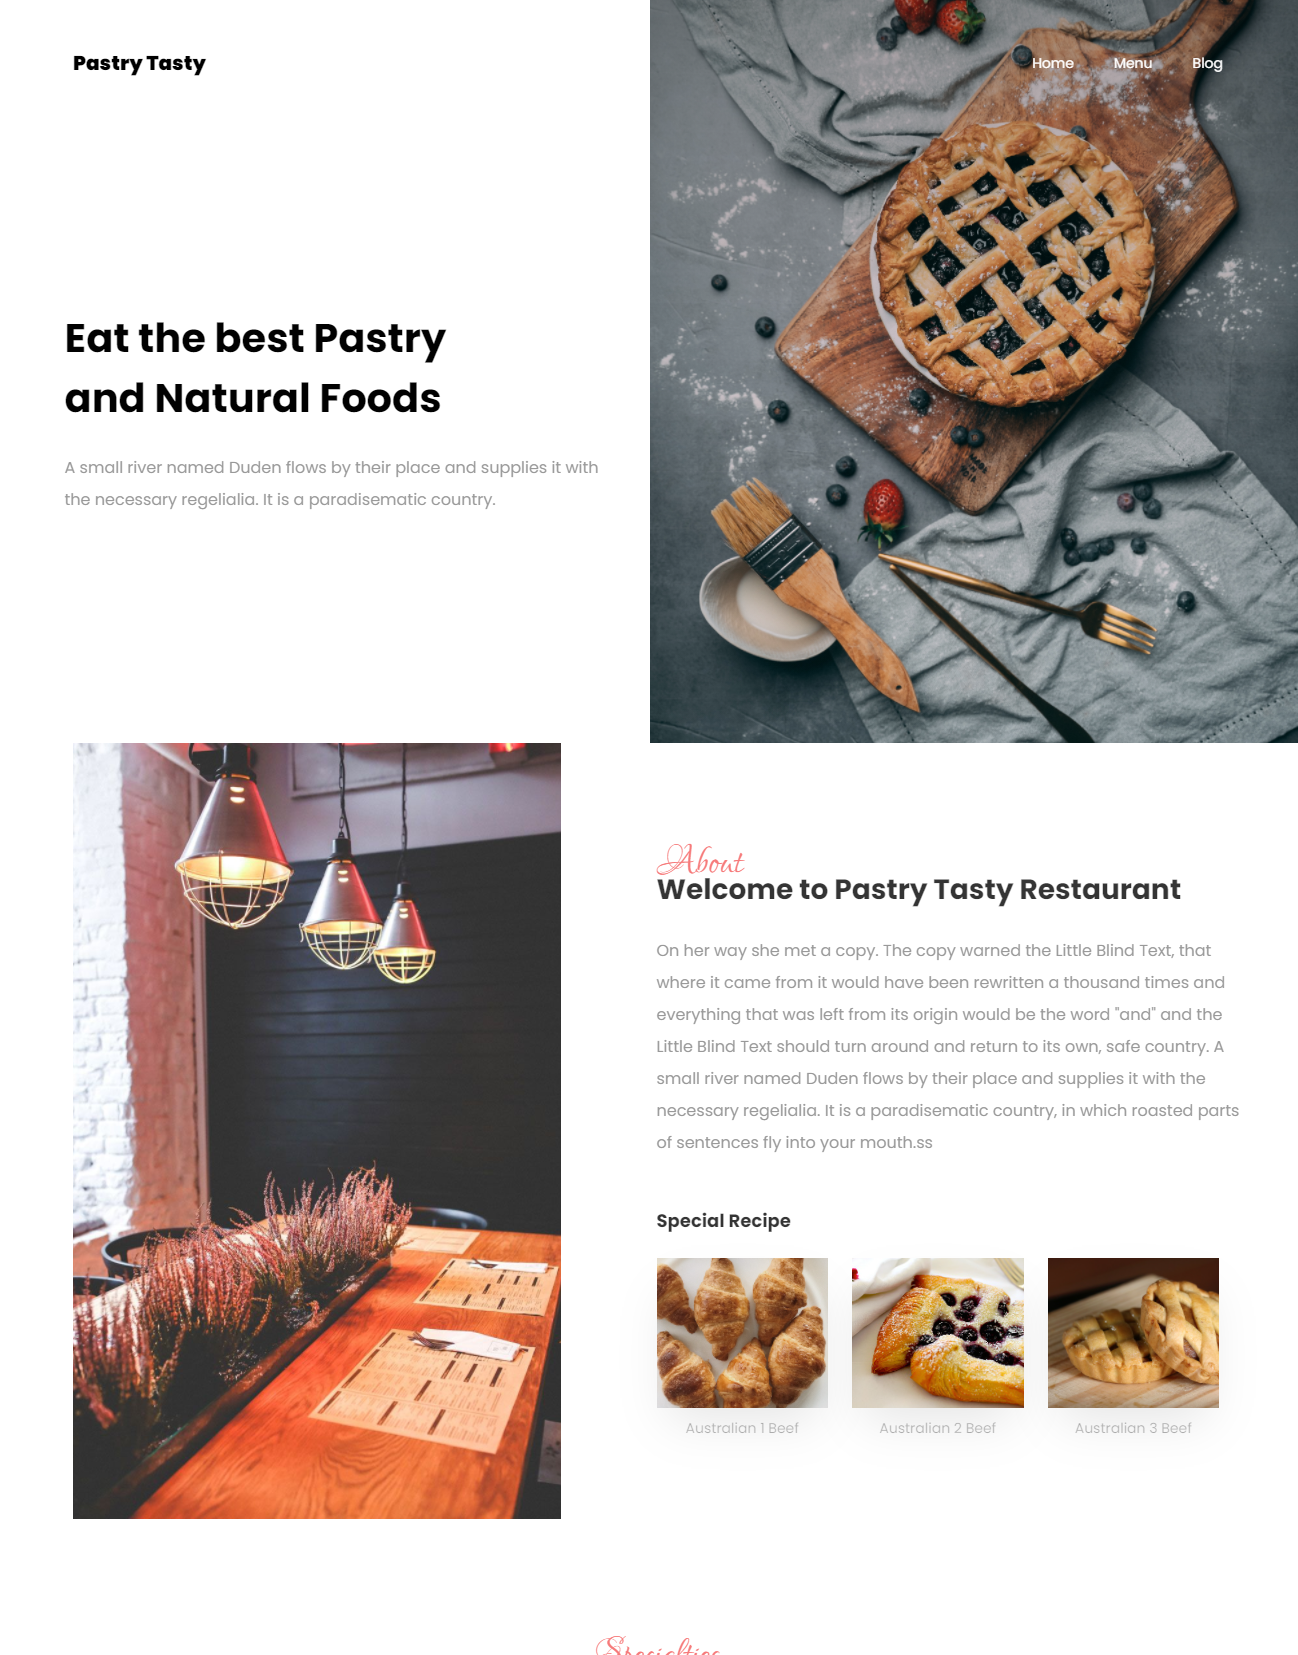 Pastry Tasty
Home Menu Blog
Eat the best Pastry
and Natural Foods
A small river named Duden flows by their place and supplies it with
the necessary regelialia. It is a paradisematic country.
About
Welcome to Pastry Tasty Restaurant
On her way she met a copy. The copy warned the Little Blind Text, that
where it came from it would have been rewritten a thousand times and
everything that was left from its origin would be the word "and" and the
Little Blind Text should turn around and return to its own, safe country. A
small river named Duden flows by their place and supplies it with the
necessary regelialia. It is a paradisematic country, in which roasted parts
of sentences fly into your mouth.ss
Special Recipe
Australian 1 Beef
Australian 2 Beef
Australian 3 Beef
Specialties